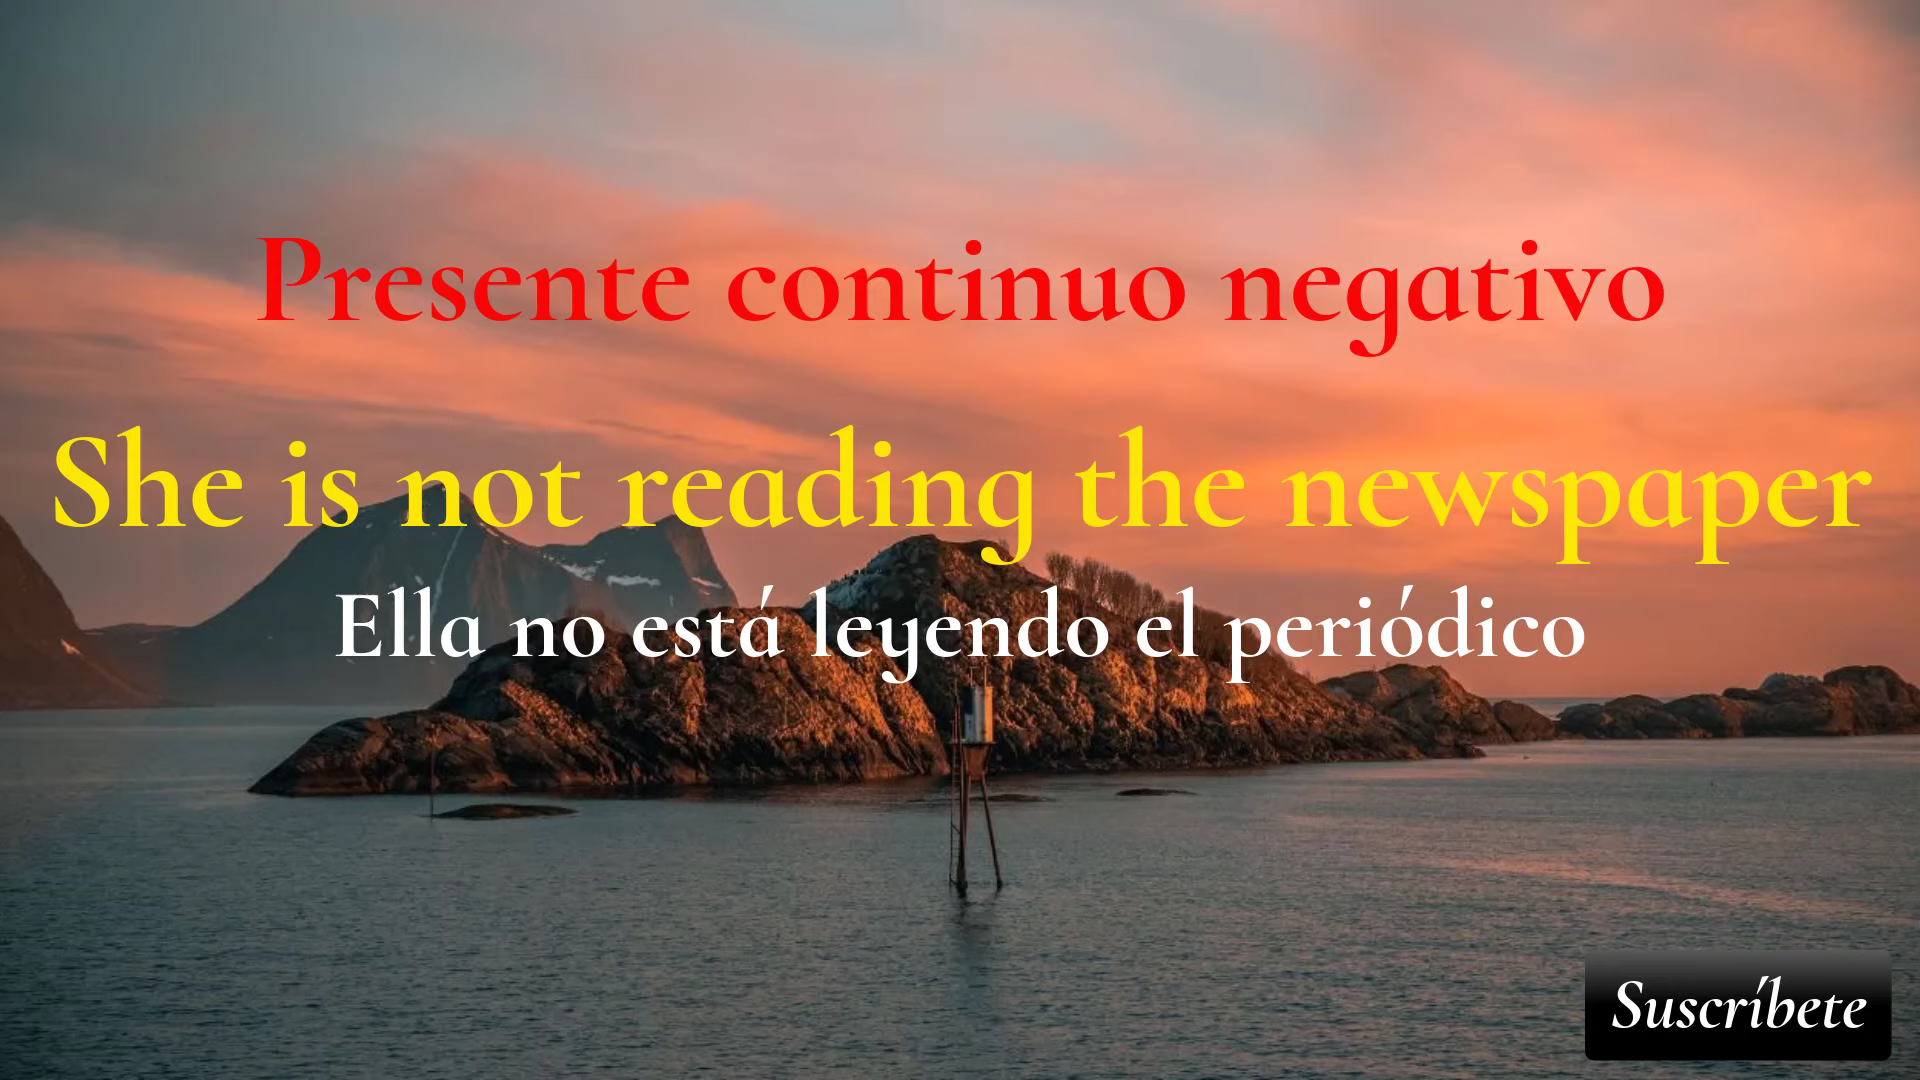 Presente continuo negativo
She is not reading the newspaper
Ella no está leyendo el periódico
Suscríbete